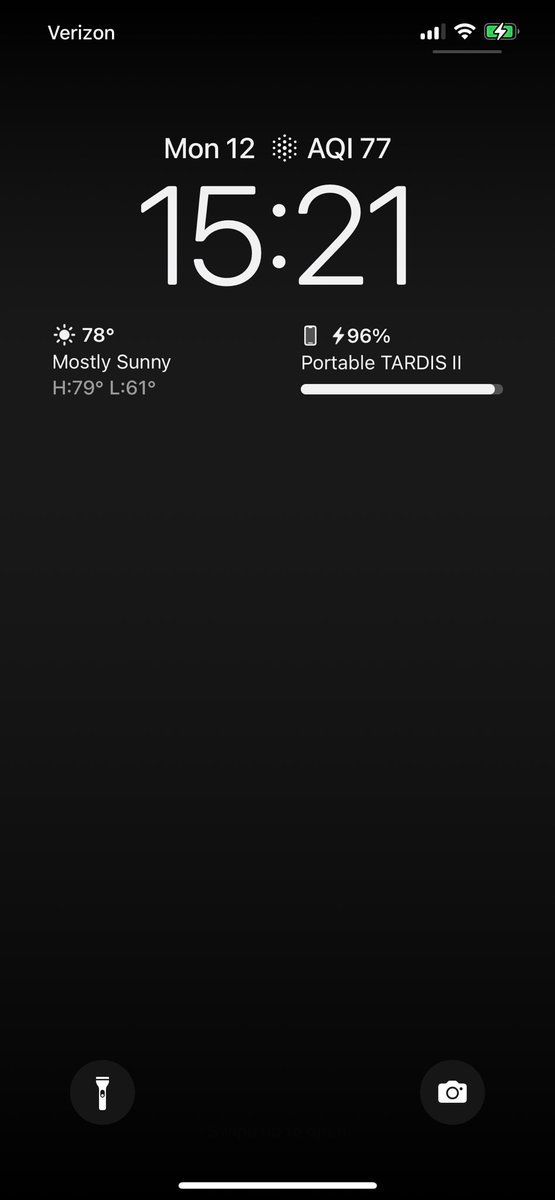 Verizon
Mon 12 AQI 77
15:21
78°
Mostly Sunny
H:79° L:61°
96%
Portable TARDIS II